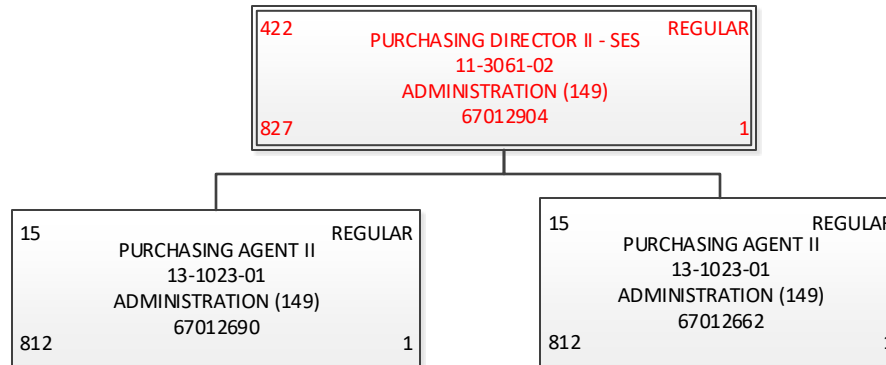 422 REGULAR
PURCHASING DIRECTOR II - SES
11-3061-02
ADMINISTRATION (149)
67012904
827 1
15 REGULAR
PURCHASING AGENT II
13-1023-01
ADMINISTRATION (149)
67012690
812 1
15 REGULAR
PURCHASING AGENT II
13-1023-01
ADMINISTRATION (149)
67012662
812